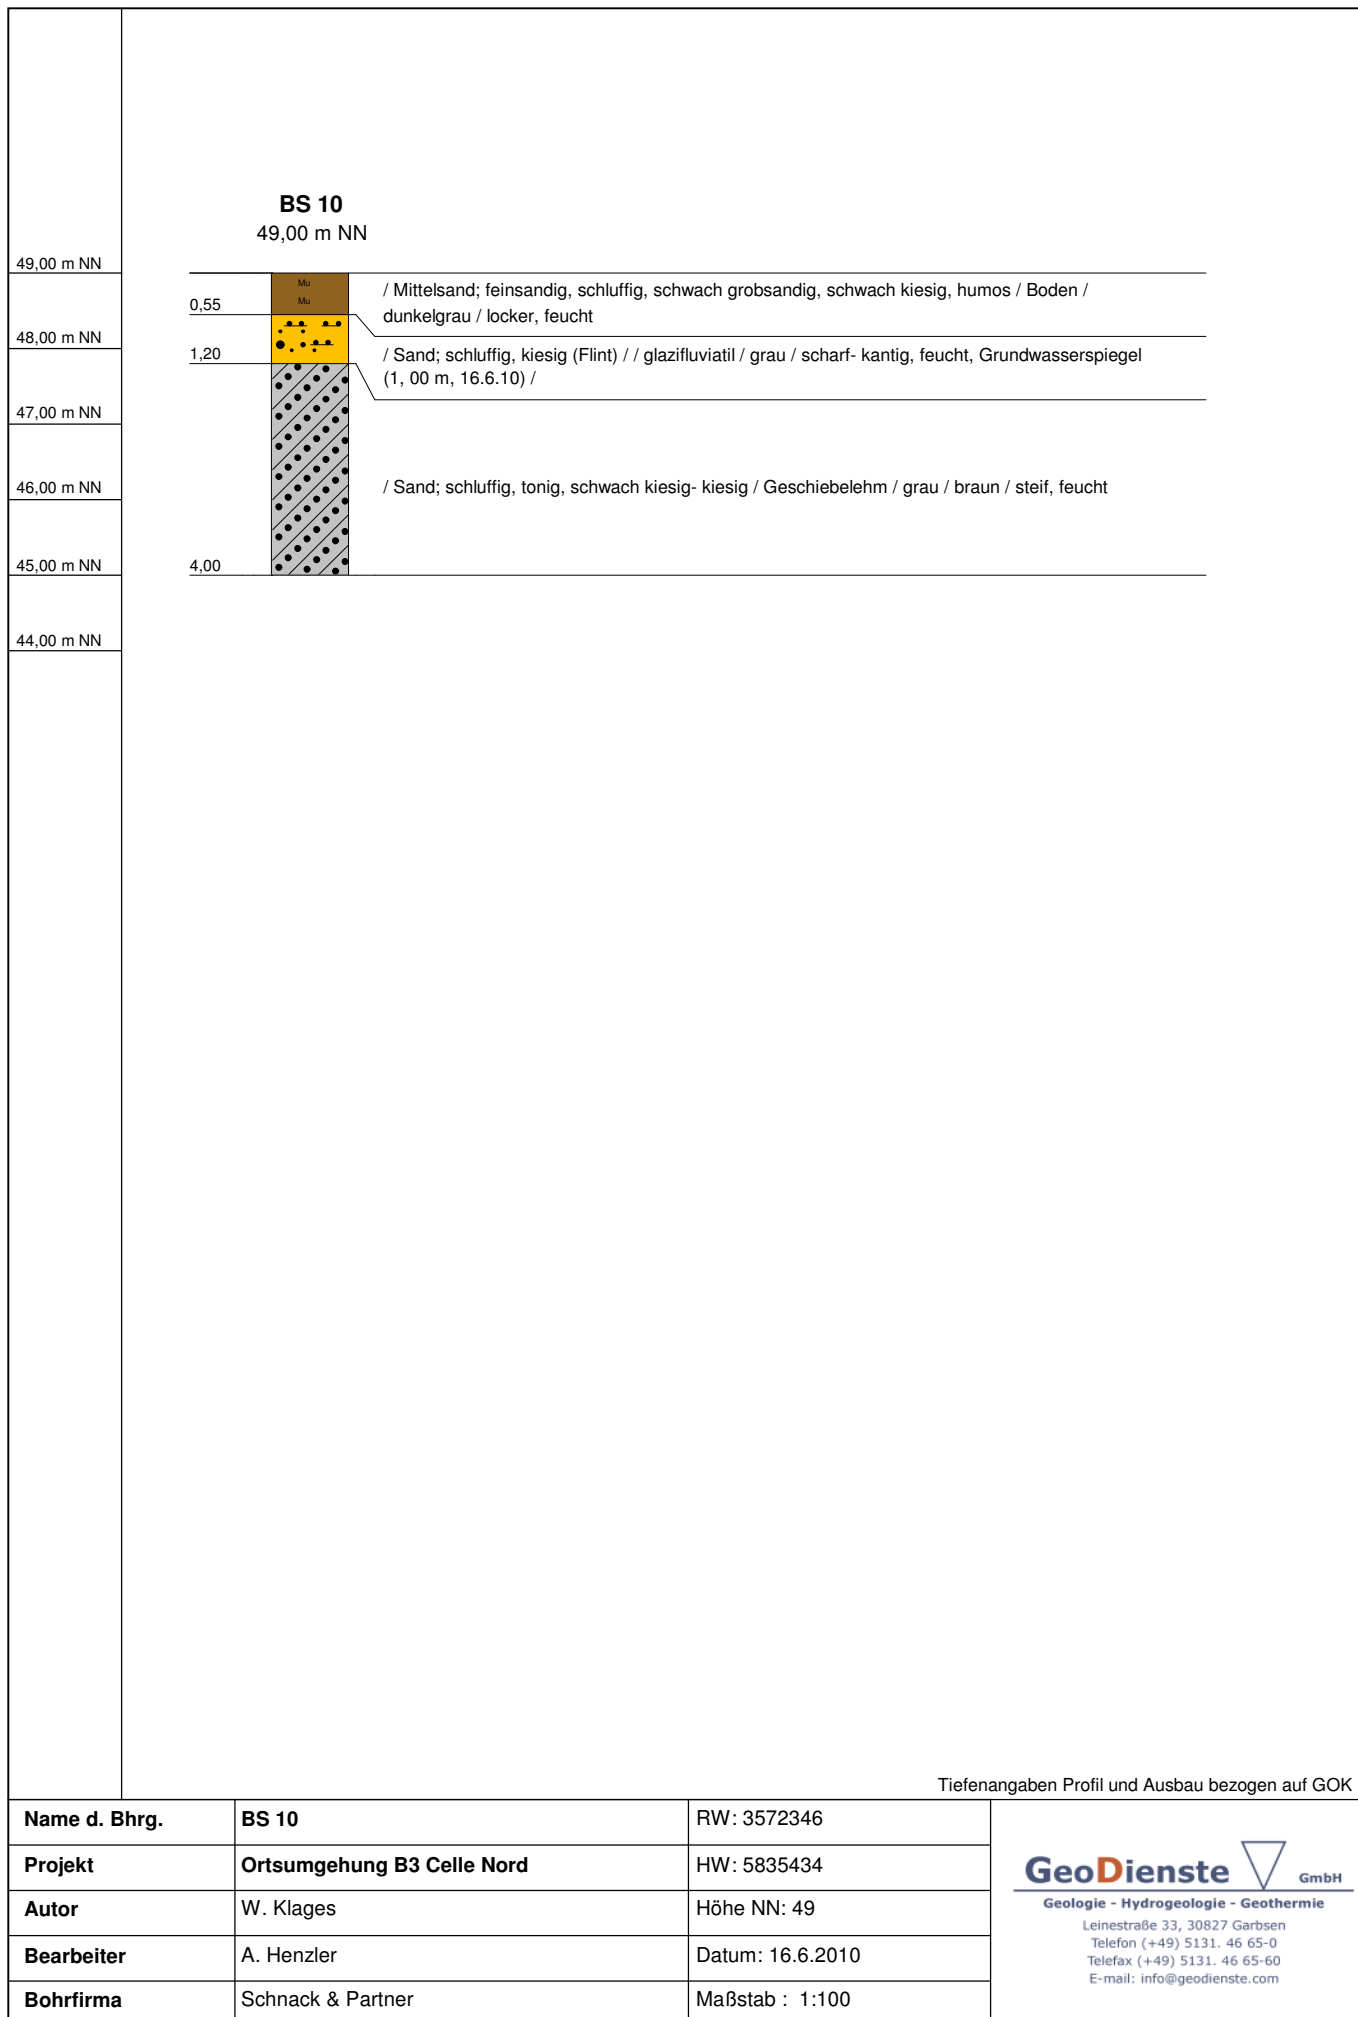 BS 10
49,00 m NN
49,00 m NN
Mu
Mu
0,55
/ Mittelsand; feinsandig, schluffig, schwach grobsandig, schwach kiesig, humos / Boden /
dunkelgrau / locker, feucht
48,00 m NN
1,20
/ Sand; schluffig, kiesig (Flint) / / glazifluviatil / grau / scharf- kantig, feucht, Grundwasserspiegel
(1, 00 m, 16.6.10) /
47,00 m NN
46,00 m NN
/ Sand; schluffig, tonig, schwach kiesig- kiesig / Geschiebelehm / grau / braun / steif, feucht
45,00 m NN
4,00
44,00 m NN
Tiefenangaben Profil und Ausbau bezogen auf GOK
Name d. Bhrg. BS 10 RW: 3572346
Projekt Ortsumgehung B3 Celle Nord HW: 5835434
Autor W. Klages Höhe NN: 49
Bearbeiter A. Henzler Datum: 16.6.2010
Bohrfirma Schnack & Partner Maßstab : 1:100
GeoDienste GmbH
Geologie - Hydrogeologie - Geothermie
Leinestraße 33, 30827 Garbsen
Telefon (+49) 5131. 46 65-0
Telefax (+49) 5131. 46 65-60
E-mail: info@geodienste.com